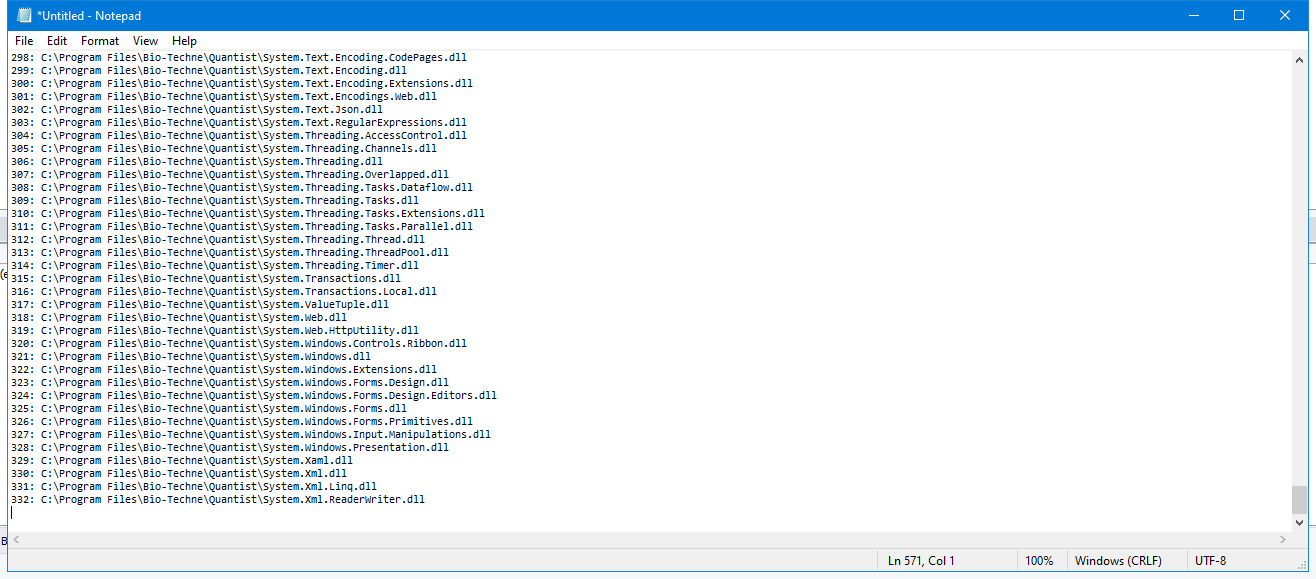 *Untitled - Notepad
File Edit Format View Help
298: C:\Program Files\Bio-Techne\Quantist\System.Text.Encoding.CodePages.dll
299: C:\Program Files\Bio-Techne\Quantist\System.Text.Encoding.dll
300: C:\Program Files\Bio-Techne\Quantist\System.Text.Encoding.Extensions.dll
301: C:\Program Files\Bio-Techne\Quantist\System.Text.Encodings.Web.dll
302: C:\Program Files\Bio-Techne\Quantist\System.Text.Json.dll
303: C:\Program Files\Bio-Techne\Quantist\System.Text.RegularExpressions.dll
304: C:\Program Files\Bio-Techne\Quantist\System.Threading.AccessControl.dll
305: C:\Program Files\Bio-Techne\Quantist\System.Threading.Channels.dll
306: C:\Program Files\Bio-Techne\Quantist\System.Threading.dll
307: C:\Program Files\Bio-Techne\Quantist\System.Threading.Overlapped.dll
308: C:\Program Files\Bio-Techne\Quantist\System.Threading.Tasks.Dataflow.dll
309: C:\Program Files\Bio-Techne\Quantist\System.Threading.Tasks.dll
310: C:\Program Files\Bio-Techne\Quantist\System.Threading.Tasks.Extensions.dll
311: C:\Program Files\Bio-Techne\Quantist\System.Threading.Tasks.Parallel.dll
312: C:\Program Files\Bio-Techne\Quantist\System.Threading.Thread.dll
313: C:\Program Files\Bio-Techne\Quantist\System.Threading.ThreadPool.dll
314: C:\Program Files\Bio-Techne\Quantist\System.Threading.Timer.dll
315: C:\Program Files\Bio-Techne\Quantist\System.Transactions.dll
316: C:\Program Files\Bio-Techne\Quantist\System.Transactions.Local.dll
317: C:\Program Files\Bio-Techne\Quantist\System.ValueTuple.dll
318: C:\Program Files\Bio-Techne\Quantist\System.Web.dll
319: C:\Program Files\Bio-Techne\Quantist\System.Web.HttpUtility.dll
320: C:\Program Files\Bio-Techne\Quantist\System.Windows.Controls.Ribbon.dll
321: C:\Program Files\Bio-Techne\Quantist\System.Windows.dll
322: C:\Program Files\Bio-Techne\Quantist\System.Windows.Extensions.dll
323: C:\Program Files\Bio-Techne\Quantist\System.Windows.Forms.Design.dll
324: C:\Program Files\Bio-Techne\Quantist\System.Windows.Forms.Design.Editors.dll
325: C:\Program Files\Bio-Techne\Quantist\System.Windows.Forms.dll
326: C:\Program Files\Bio-Techne\Quantist\System.Windows.Forms.Primitives.dll
327: C:\Program Files\Bio-Techne\Quantist\System.Windows.Input.Manipulations.dll
328: C:\Program Files\Bio-Techne\Quantist\System.Windows.Presentation.dll
329: C:\Program Files\Bio-Techne\Quantist\System.Xaml.dll
330: C:\Program Files\Bio-Techne\Quantist\System.Xml.dll
331: C:\Program Files\Bio-Techne\Quantist\System.Xml.Linq.dll
332: C:\Program Files\Bio-Techne\Quantist\System.Xml.ReaderWriter.dll
Ln 571, Col 1 100% Windows (CRLF) UTF-8